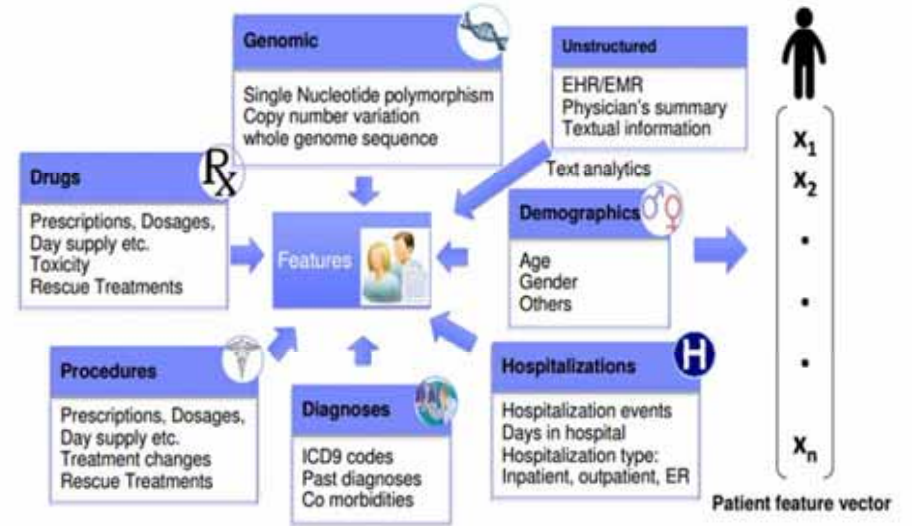 Genomic
Single Nucleotide polymorphism
Copy number variation
whole genome sequence
Unstructured
EHR/EMR
Physician's summary
Textual information
Text analytics
Drugs
Rx
Prescriptions, Dosages,
Day supply etc.
Toxicity
Rescue Treatments
Features
Demographics
Age
Gender
Others
Procedures
Prescriptions, Dosages,
Day supply etc.
Treatment changes
Rescue Treatments
Diagnoses
ICD9 codes
Past diagnoses
Co morbidities
Hospitalizations
H
Hospitalization events
Days in hospital
Hospitalization type:
Inpatient, outpatient, ER
X1
X2
.
.
.
Xn
Patient feature vector